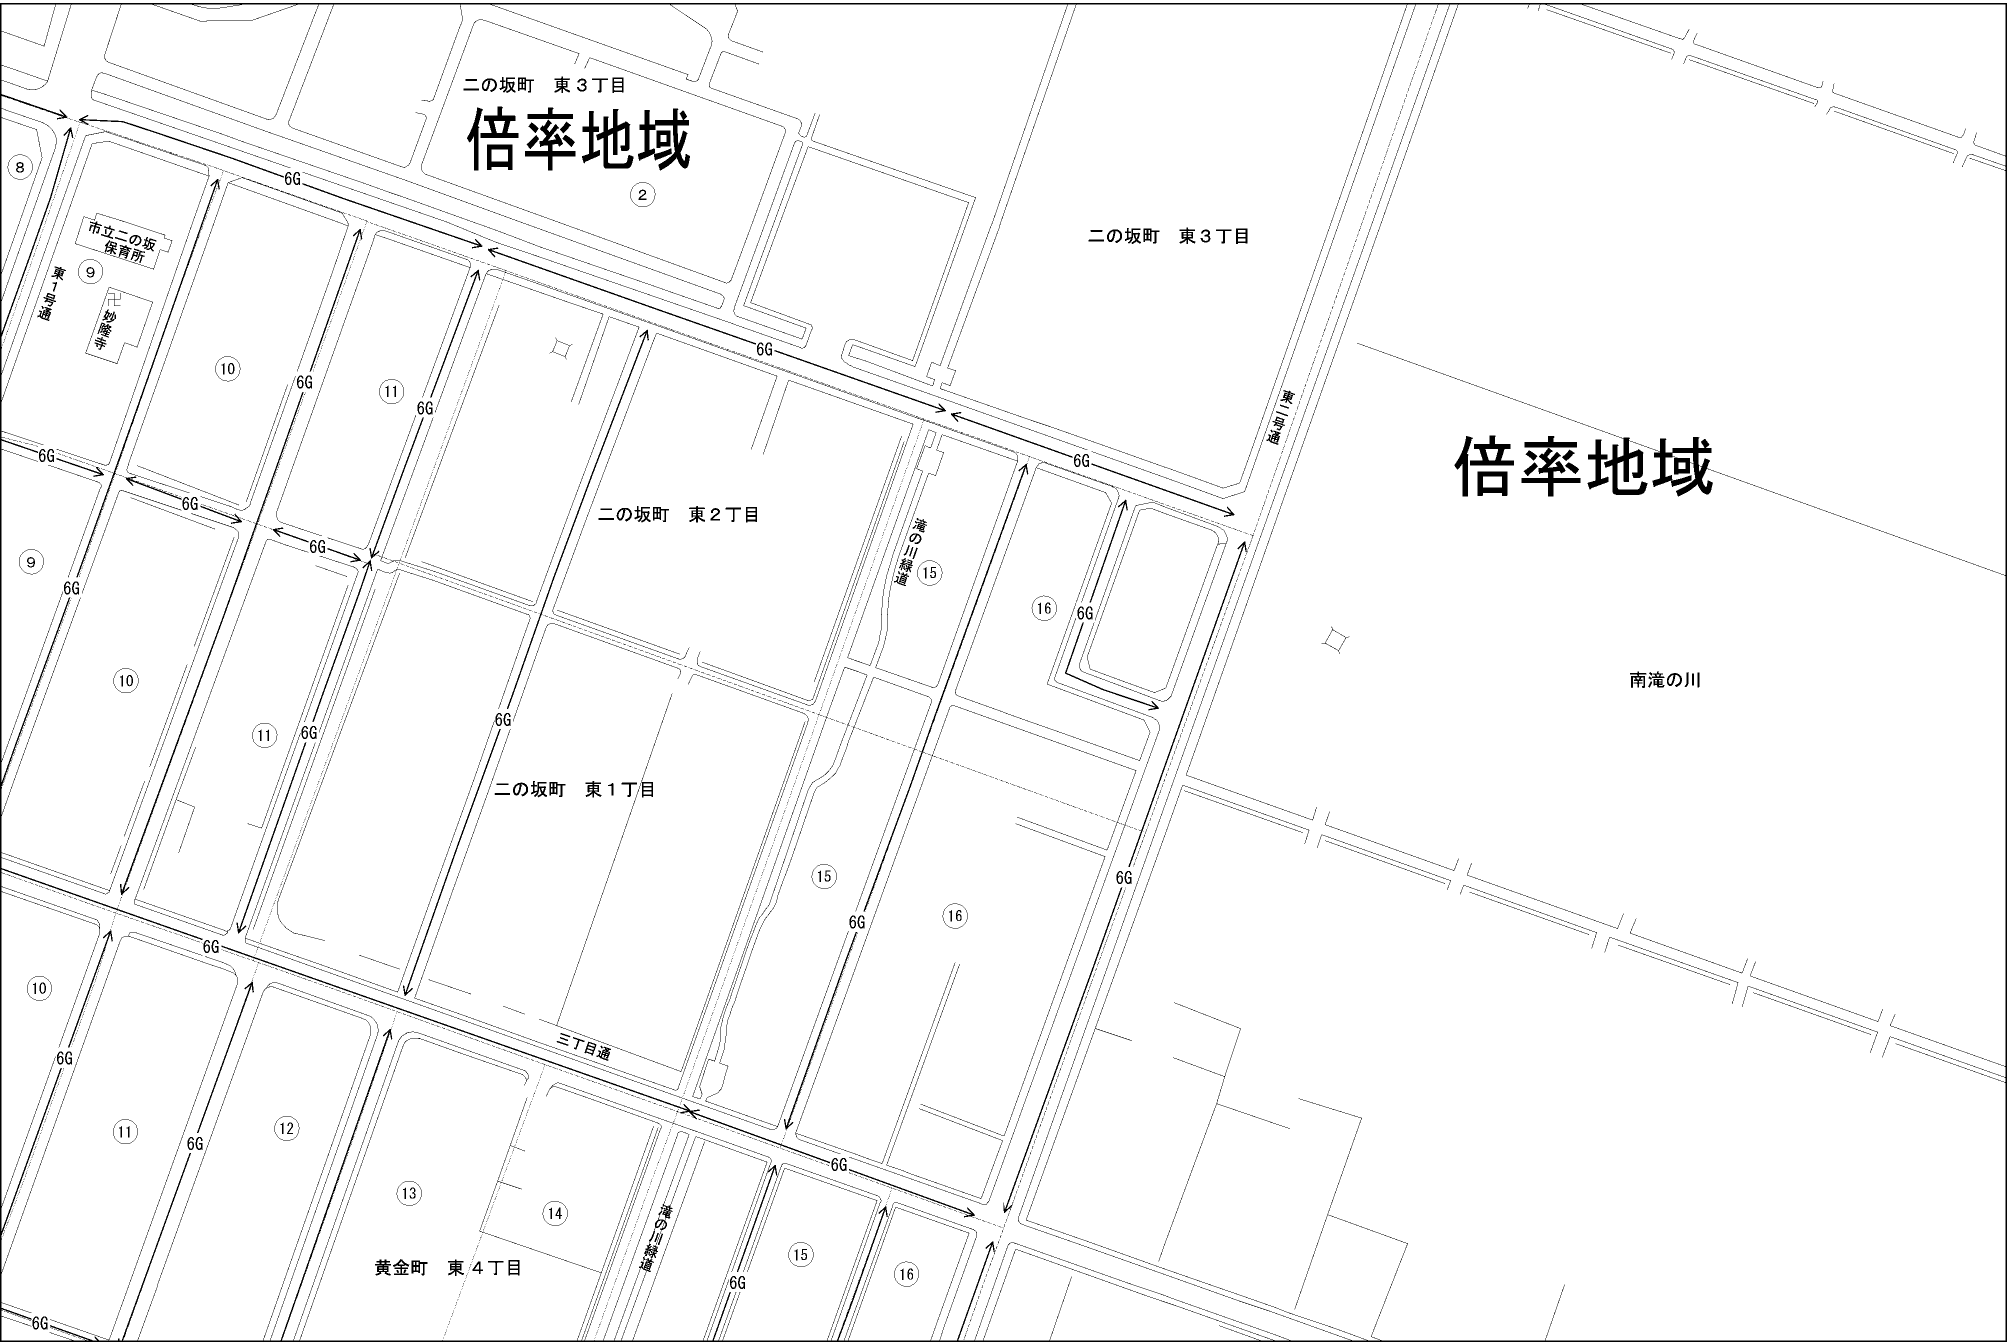 二の坂町　東３丁目
倍率地域
②
⑧
6G
市立二の坂
保育所
⑨
東１号通
卍
妙隆寺
二の坂町　東３丁目
⑩
6G
⑪
6G
6G
6G
東二号通
倍率地域
6G
6G
6G
二の坂町　東２丁目
滝の川緑道
⑮
6G
⑨
6G
⑯
6G
南滝の川
⑩
⑪
6G
6G
二の坂町　東１丁目
⑮
6G
6G
⑯
6G
⑩
6G
三丁目通
⑪
6G
⑫
⑬
⑭
滝の川緑道
6G
⑮
⑯
黄金町　東４丁目
6G
6G